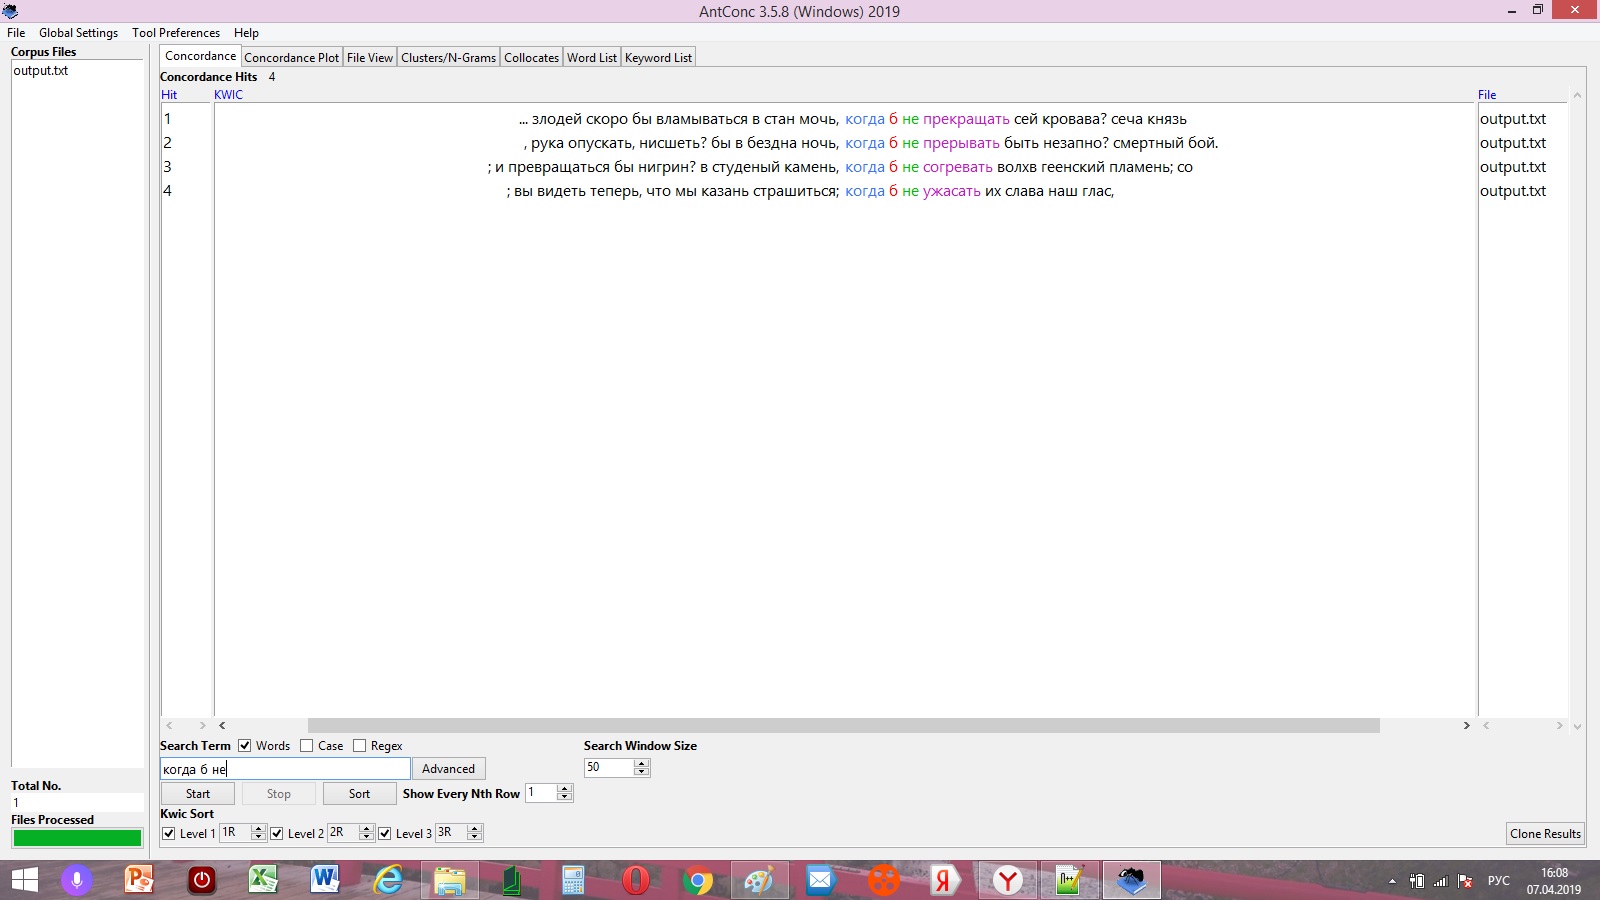 AntConc 3.5.8 (Windows) 2019
File Global Settings Tool Preferences Help
Corpus Files
output.txt
Concordance Concordance Plot File View Clusters/N-Grams Collocates Word List Keyword List
Concordance Hits 4
Hit KWIC File
1 ... злодей скоро бы вламываться в стан мочь, когда б не прекращать сей кровава? сеча князь output.txt
2 , рука опускать, нисшеть? бы в бездна ночь, когда б не прерывать быть незапно? смертный бой. output.txt
3 ; и превращаться бы нигрин? в студеный камень, когда б не согревать волхв геенский пламень; со output.txt
4 ; вы видеть теперь, что мы казань страшиться; когда б не ужасать их слава наш глас, output.txt
Search Term Words Case Regex Search Window Size
когда б не Advanced 50
Total No.
1
Start Stop Sort Show Every Nth Row 1
Files Processed
Kwic Sort
Level 1 1R Level 2 2R Level 3 3R Clone Results
РУС 16:08
07.04.2019